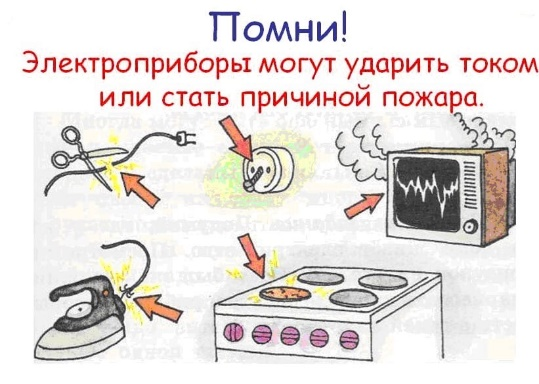 Помни!
Электроприборы могут ударить током
или стать причиной пожара.